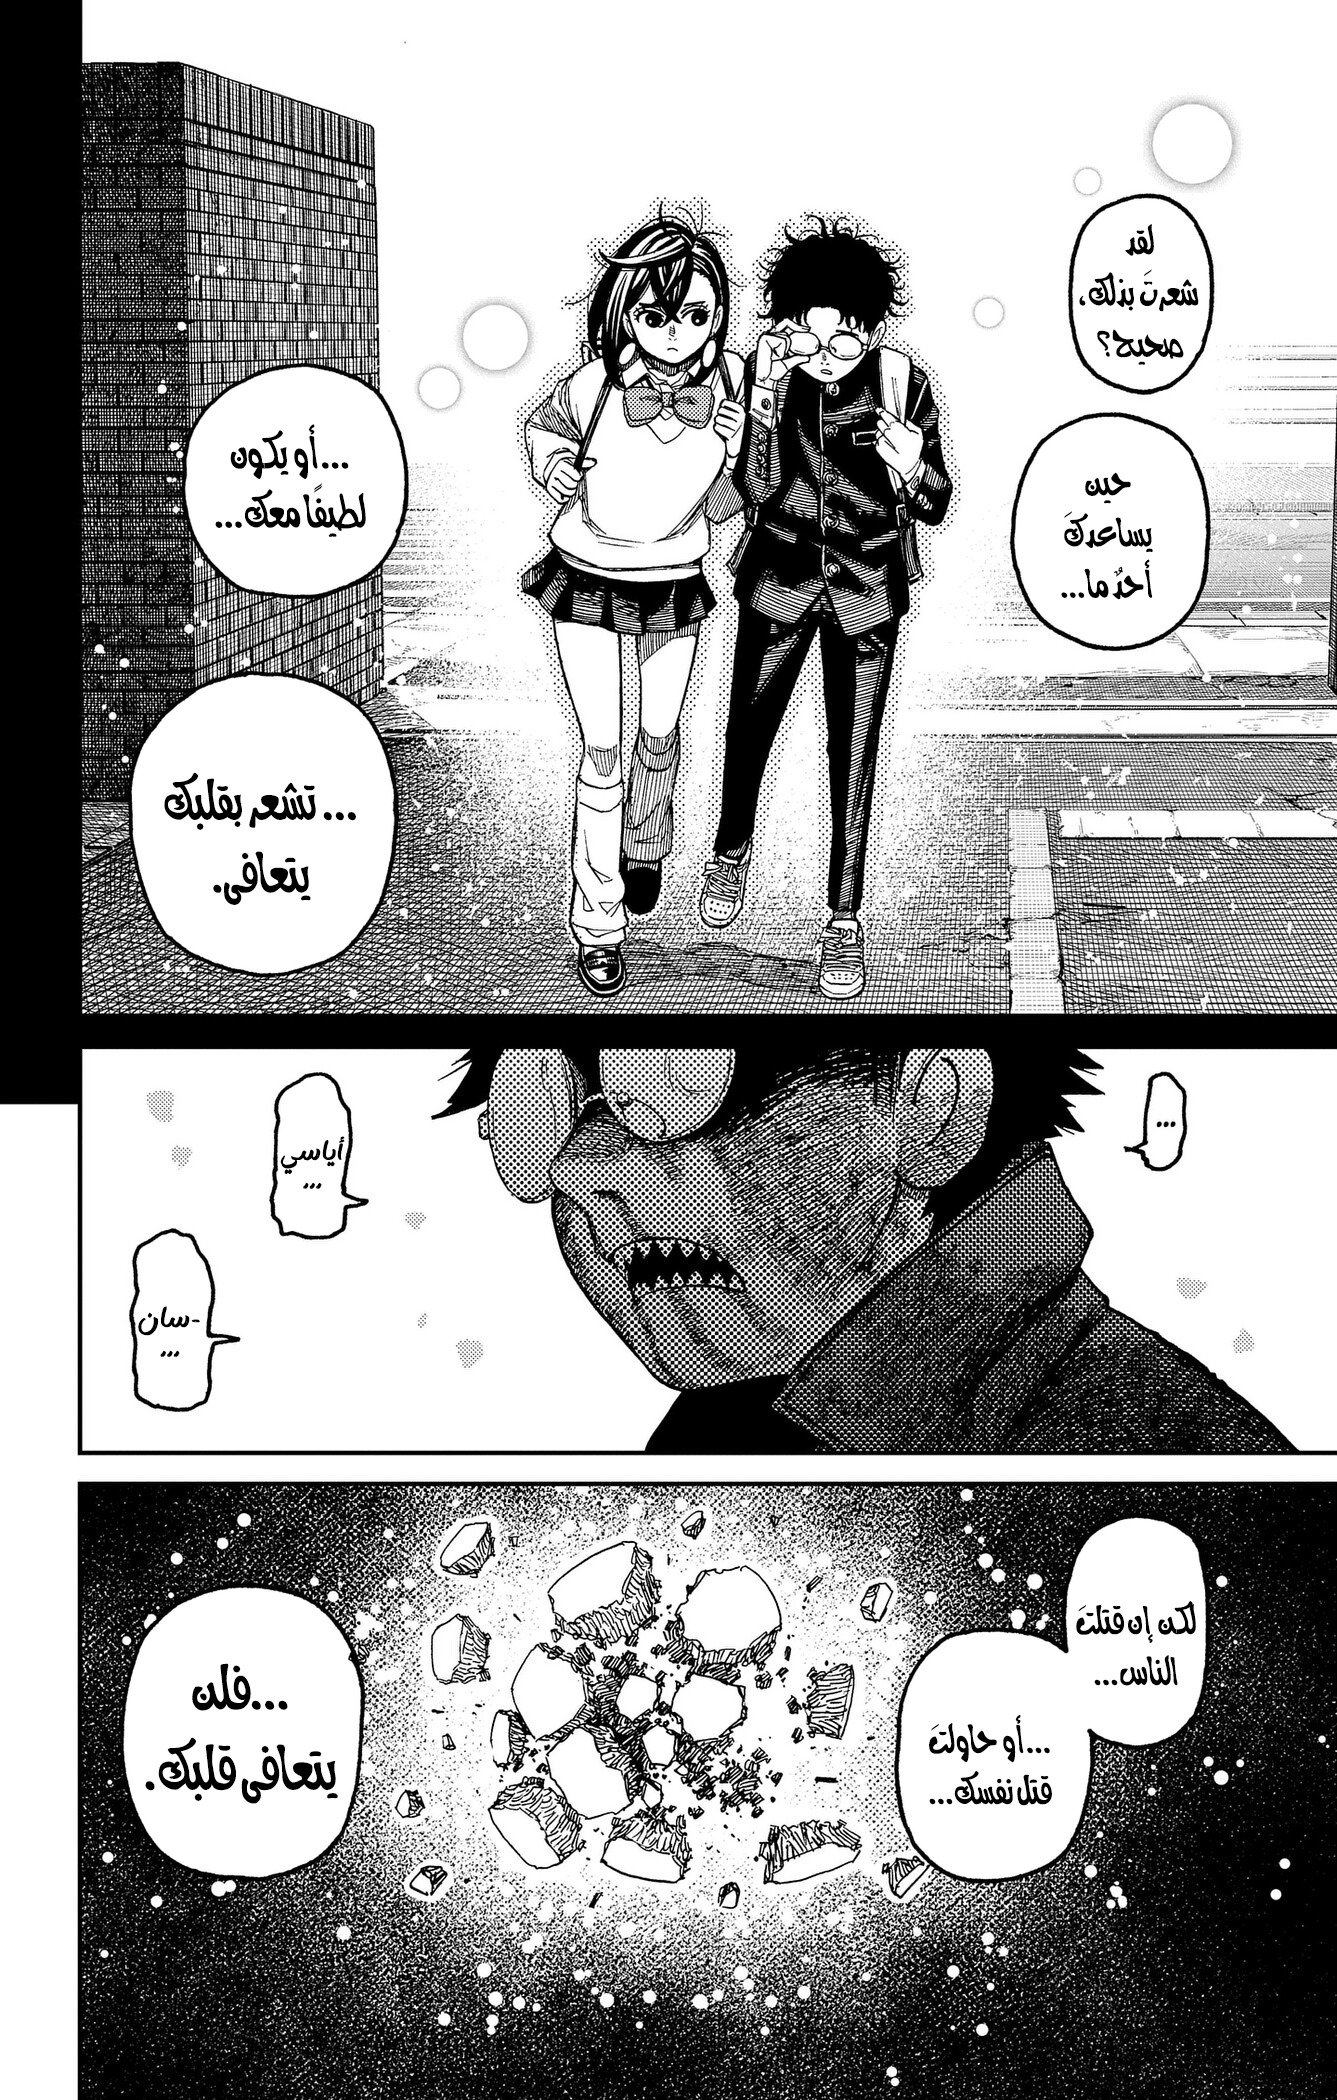 لقد
شعرتَ بذلك،
صحيح؟
حين
يساعدكَ
أحدٌ ما...
...أو يكون
لطيفًا معك...
... تشعر بقلبك
يتعافى.
...
أياسي
...
-سان
...
لكن إن قتلتَ
الناس...
...أو حاولتَ
قتل نفسك...
...فلن
يتعافى قلبك.